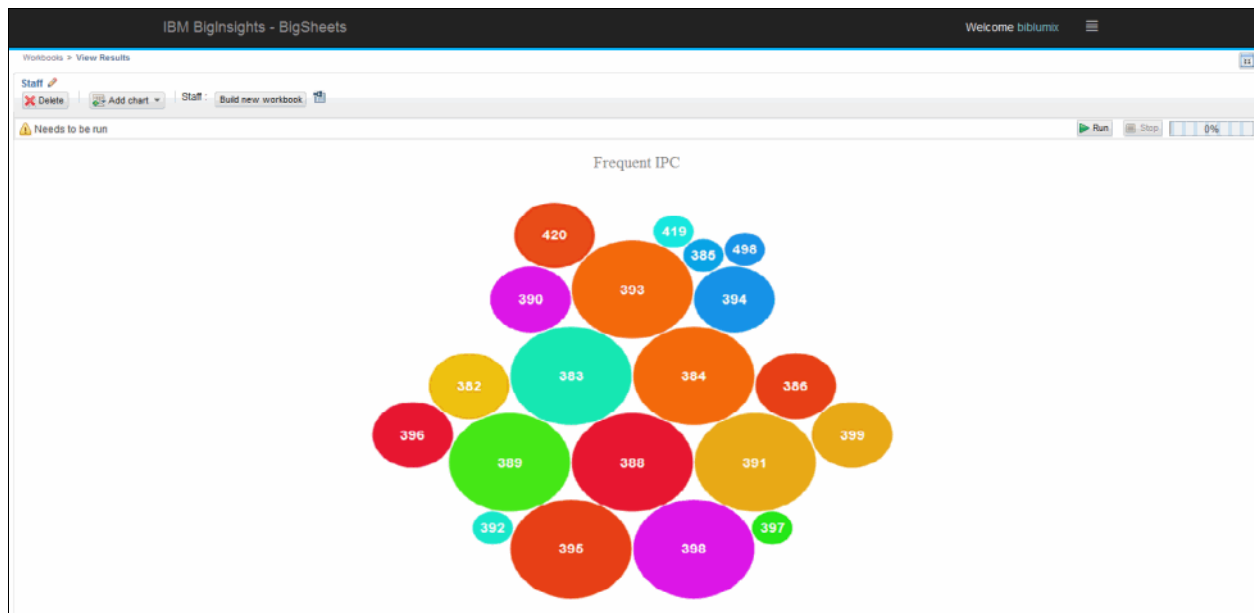 IBM BigInsights - BigSheets
Welcome biblumix
Workbooks > View Results
Staff
Delete Add chart Staff : Build new workbook
Needs to be run
Run Stop 0%
Frequent IPC
420
419
385
498
393
390
394
383
384
382
386
396
399
389
388
391
392
397
395
398